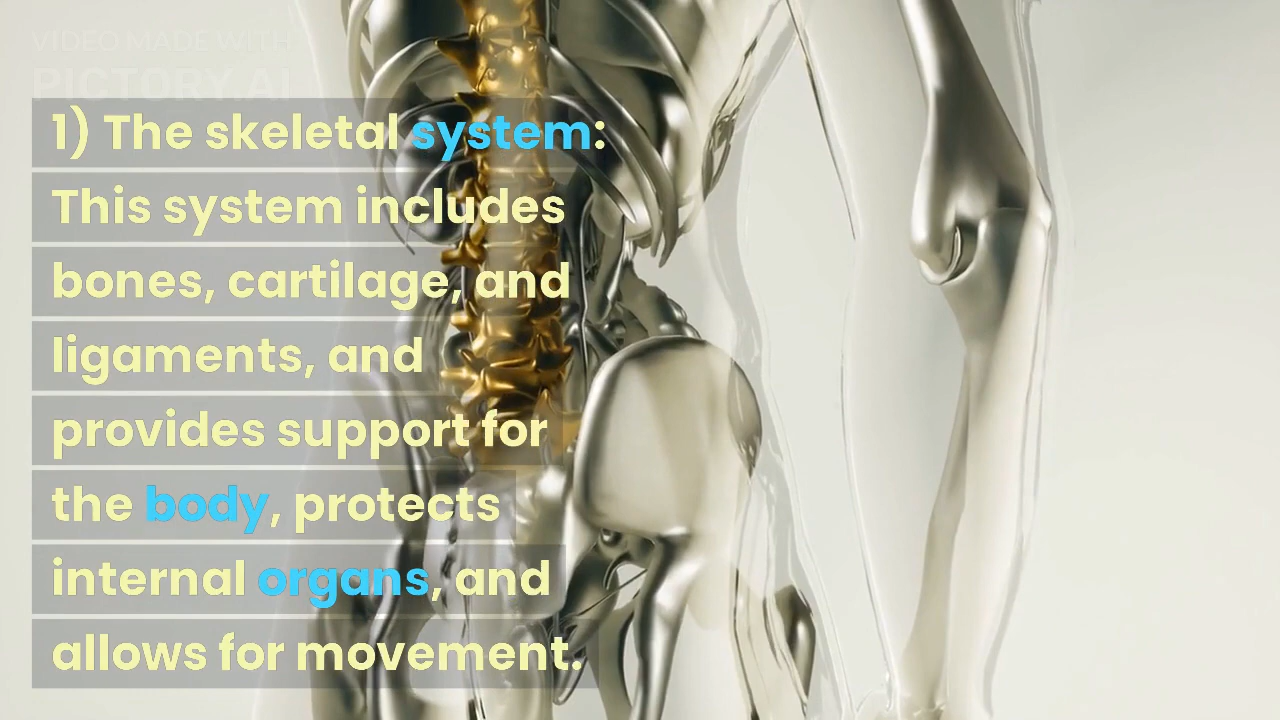 VIDEO MADE WITH
PICTORY.AI
1) The skeletal system:
This system includes
bones, cartilage, and
ligaments, and
provides support for
the body, protects
internal organs, and
allows for movement.